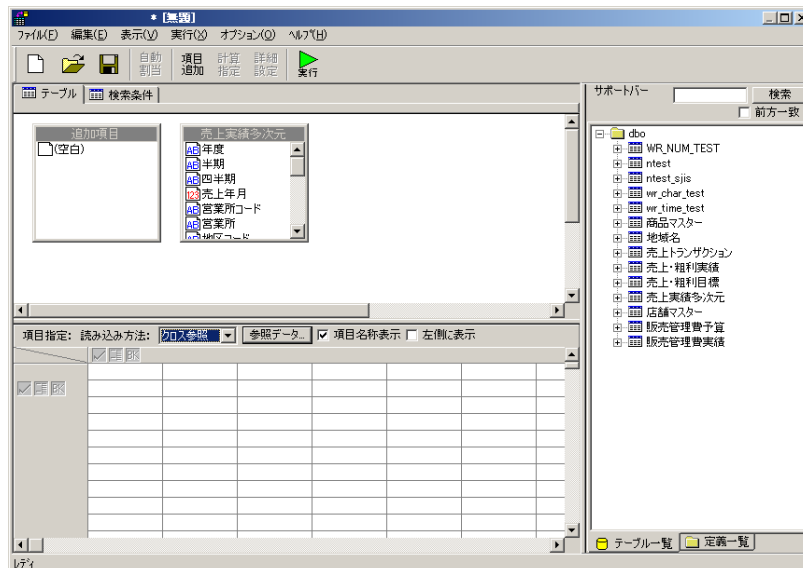 * [無題]
ファイル(F) 編集(E) 表示(V) 実行(X) オプション(O) ヘルプ(H)
自動割当 項目追加 計算指定 詳細設定 実行
テーブル 検索条件
サポートバー 検索
前方一致
追加項目
(空白)
売上実績多次元
年度
半期
四半期
売上年月
営業所コード
営業所
地区コード
dbo
WR_NUM_TEST
ntest
ntest_sjis
wr_char_test
wr_time_test
商品マスター
地域名
売上トランザクション
売上・粗利実績
売上・粗利目標
売上実績多次元
店舗マスター
販売管理費予算
販売管理費実績
項目指定: 読み込み方法: クロス参照 参照データ... 項目名称表示 左側に表示
テーブル一覧 定義一覧
レディ